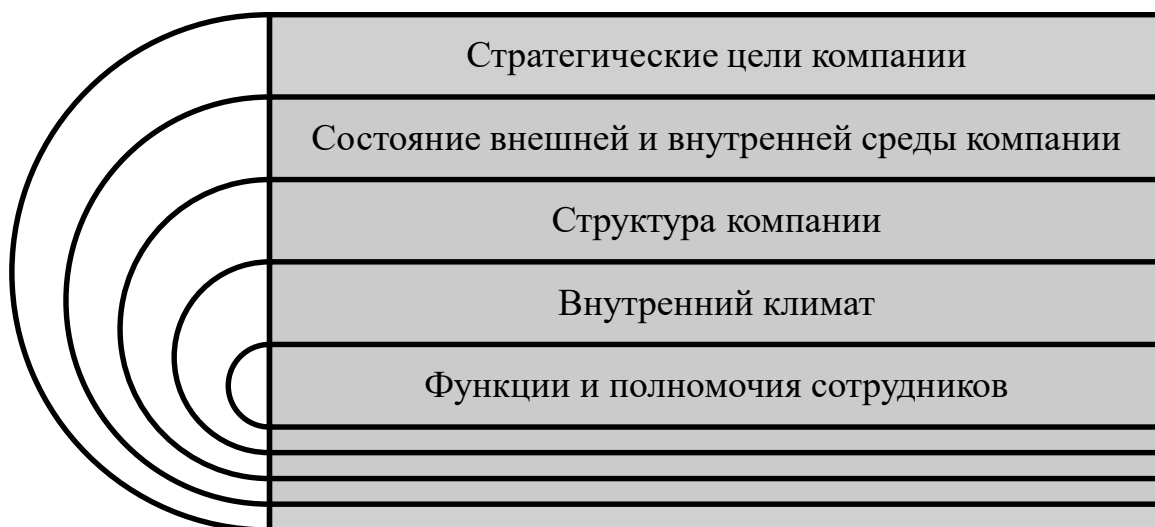 Стратегические цели компании
Состояние внешней и внутренней среды компании
Структура компании
Внутренний климат
Функции и полномочия сотрудников